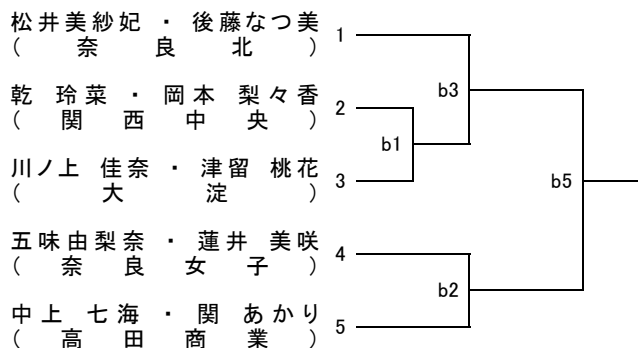 松井美紗妃 ・ 後藤なつ美 1
( 奈良北 )
b3
乾 玲菜 ・ 岡本 梨々香 2
( 関西中央 )
b1
川ノ上 佳奈 ・ 津留 桃花 3
( 大淀 )
b5
五味由梨奈 ・ 蓮井 美咲 4
( 奈良女子 )
b2
中上 七海 ・ 関 あかり 5
( 高田商業 )